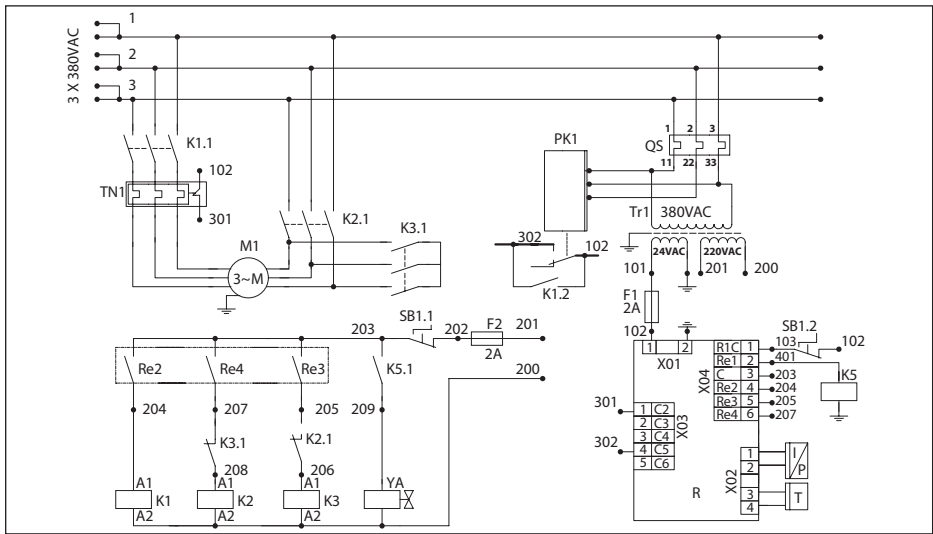 3 X 380VAC
1
2
3
K1.1
102
TN1
301
M1
3~M
K2.1
K3.1
PK1
302
102
K1.2
1 2 3
QS
11 22 33
Tr1 380VAC
24VAC 220VAC
101 201 200
F1
2A
102
SB1.1
203 202 F2 201
2A
200
Re2 Re4 Re3 K5.1
204 207 205 209
K3.1 K2.1
208 206
A1 A1 A1 YA
K1 K2 K3
A2 A2 A2
1 2
X01
R1C 1 103 SB1.2 102
Re1 2 401
C 3 203
Re2 4 204
Re3 5 205
Re4 6 207
X04
K5
301
302
1 C2
2 C3
3 C4
4 C5
5 C6
X03
R
X02
1
2
3
4
I/P
T